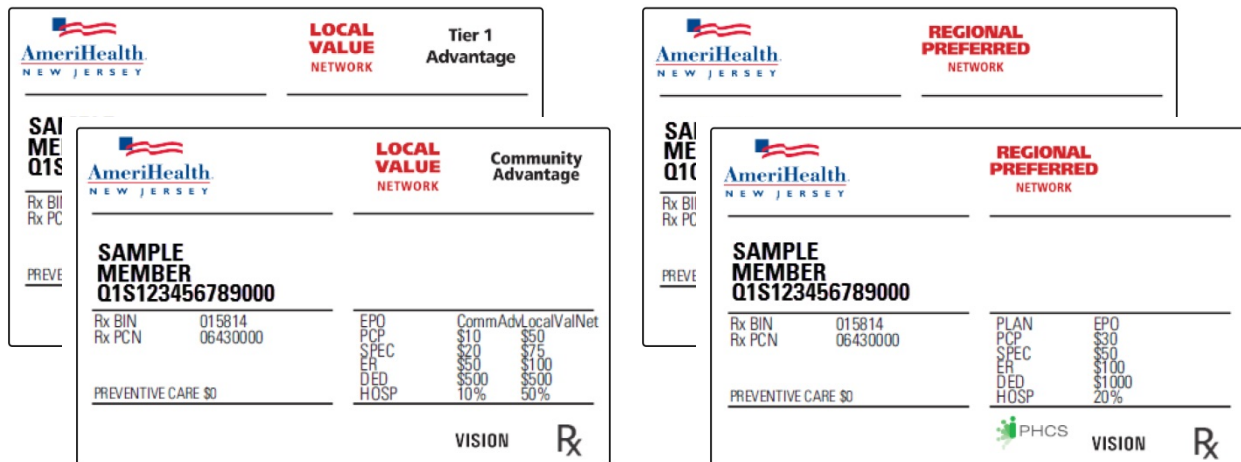 AmeriHealth
NEW JERSEY
LOCAL
VALUE
NETWORK
Tier 1
Advantage
AmeriHealth
NEW JERSEY
LOCAL
VALUE
NETWORK
Community
Advantage
SAMPLE
MEMBER
Q1S123456789000
Rx BIN 015814
Rx PCN 06430000
PREVENTIVE CARE $0
EPO CommAdvLocalValNet
PCP $10 $50
SPEC $20 $75
ER $50 $100
DED $500 $500
HOSP 10% 50%
VISION Rx
AmeriHealth.
NEW JERSEY
REGIONAL
PREFERRED
NETWORK
AmeriHealth.
NEW JERSEY
REGIONAL
PREFERRED
NETWORK
SAMPLE
MEMBER
Q1S123456789000
Rx BIN 015814
Rx PCN 06430000
PREVENTIVE CARE $0
PLAN EPO
PCP $30
SPEC $50
ER $100
DED $1000
HOSP 20%
PHCS VISION Rx